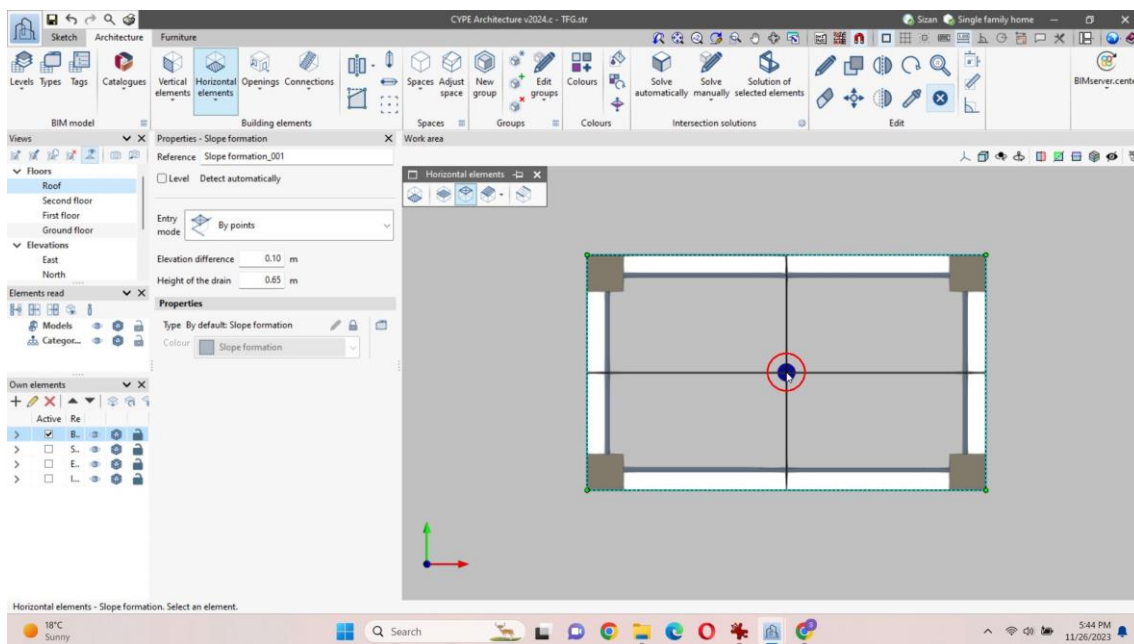 CYPE Architecture v2024.c - TFG.str
Sizan
Single family home
Sketch
Architecture
Furniture
Levels
Types
Tags
Catalogues
Vertical elements
Horizontal elements
Openings
Connections
Spaces
Adjust space
New group
Edit groups
Colours
Solve automatically
Solve manually
Solution of selected elements
BIMserver.center
BIM model
Building elements
Spaces
Groups
Colours
Intersection solutions
Edit
Views
Properties - Slope formation
Work area
Reference Slope formation_001
Level Detect automatically
Entry mode By points
Elevation difference 0.10 m
Height of the drain 0.65 m
Properties
Type By default: Slope formation
Colour Slope formation
Floors
Roof
Second floor
First floor
Ground floor
Elevations
East
North
Elements read
Models
Categor...
Own elements
Active Re
B..
S..
E..
I...
Horizontal elements
Horizontal elements - Slope formation. Select an element.
18°C
Sunny
Search
5:44 PM
11/26/2023